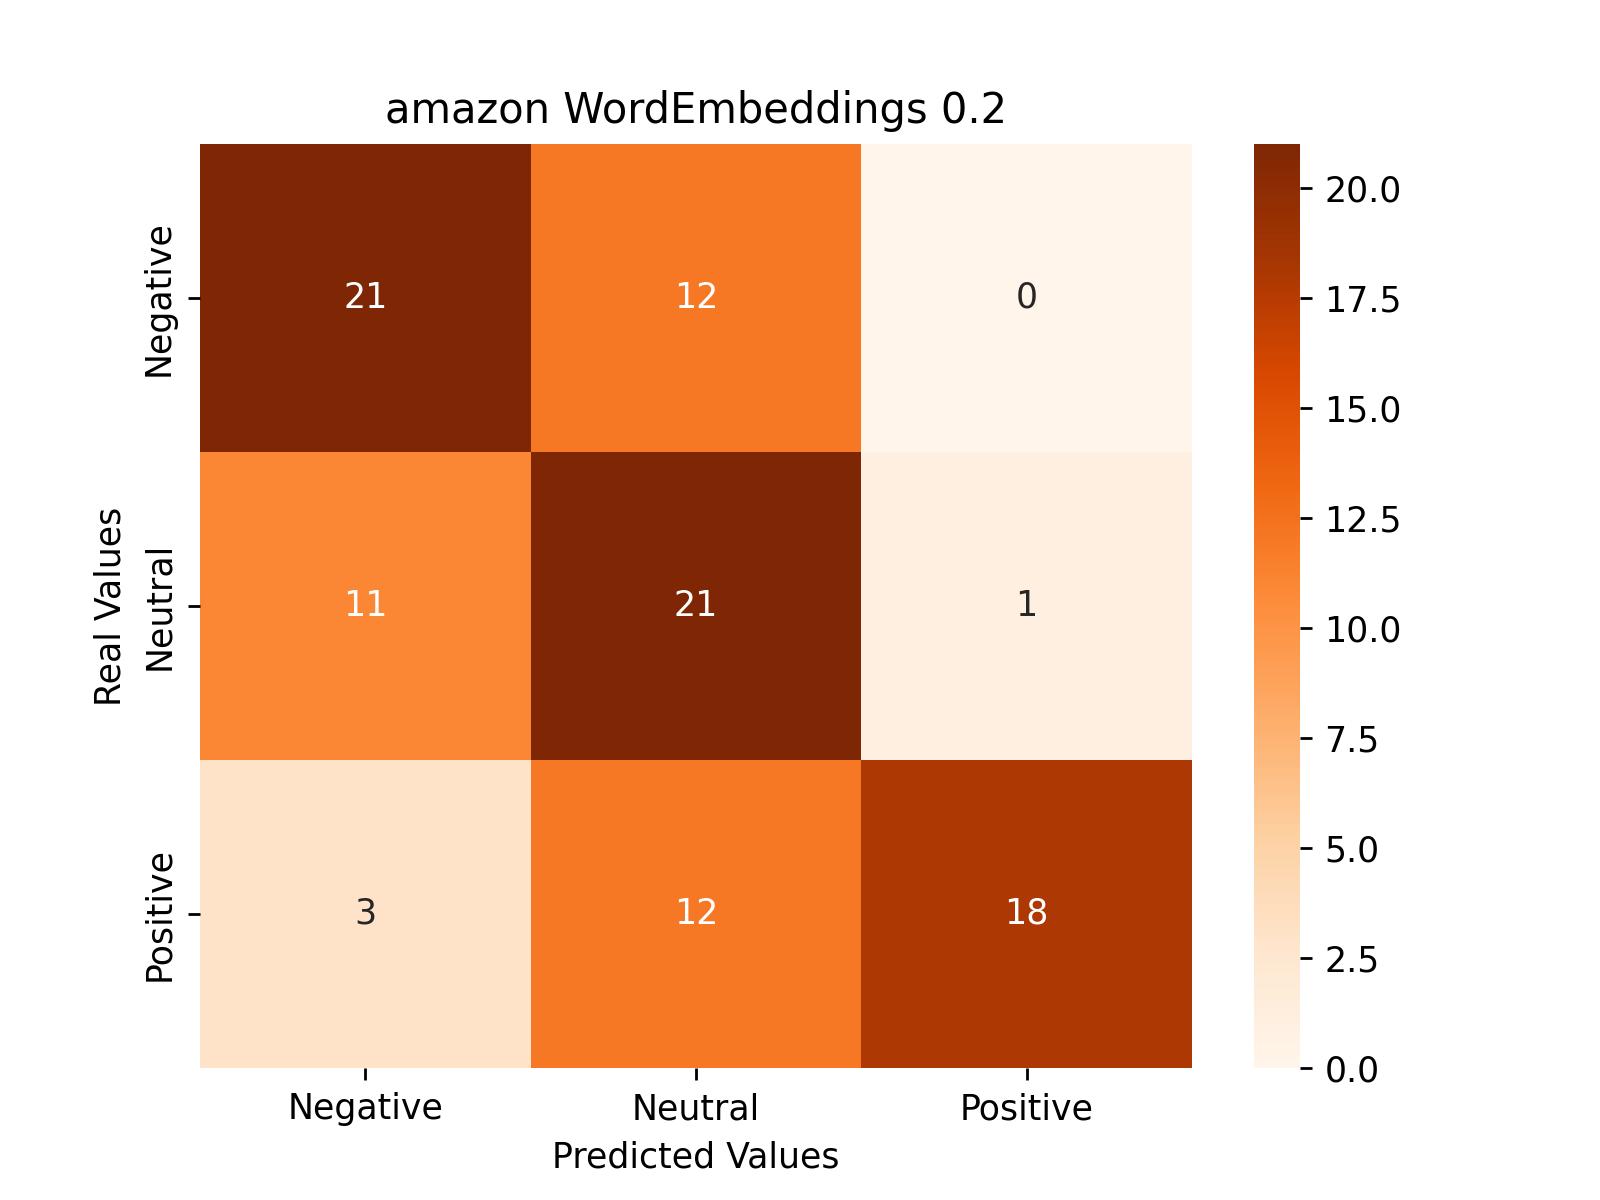 amazon WordEmbeddings 0.2
Real Values
Negative
21 12 0
Neutral
11 21 1
Positive
3 12 18
Negative Neutral Positive
Predicted Values
20.0
17.5
15.0
12.5
10.0
7.5
5.0
2.5
0.0